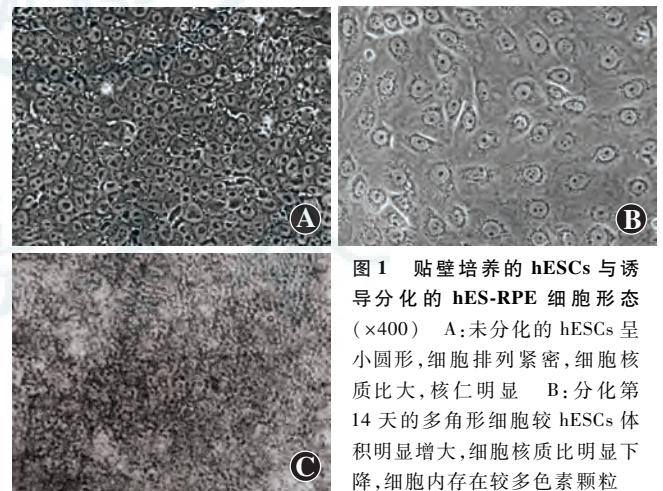 A
B
C
图1 贴壁培养的 hESCs 与诱
导分化的 hES-RPE 细胞形态
(×400) A:未分化的 hESCs 呈
小圆形,细胞排列紧密,细胞核
质比大,核仁明显 B:分化第
14 天的多角形细胞较 hESCs 体
积明显增大,细胞核质比明显下
降,细胞内存在较多色素颗粒